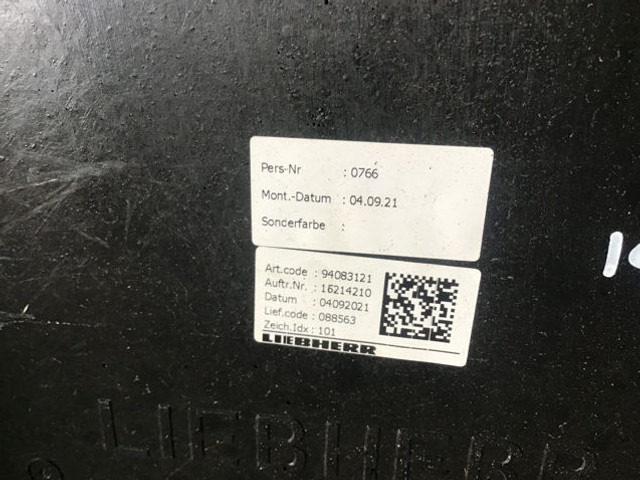 Pers-Nr : 0766
Mont.-Datum : 04.09.21
Sonderfarbe :
Art.code : 94083121
Auftr.Nr. : 16214210
Datum : 04092021
Lief.code : 088563
Zeich.Idx : 101
LIEBHERR
LIEBHERR